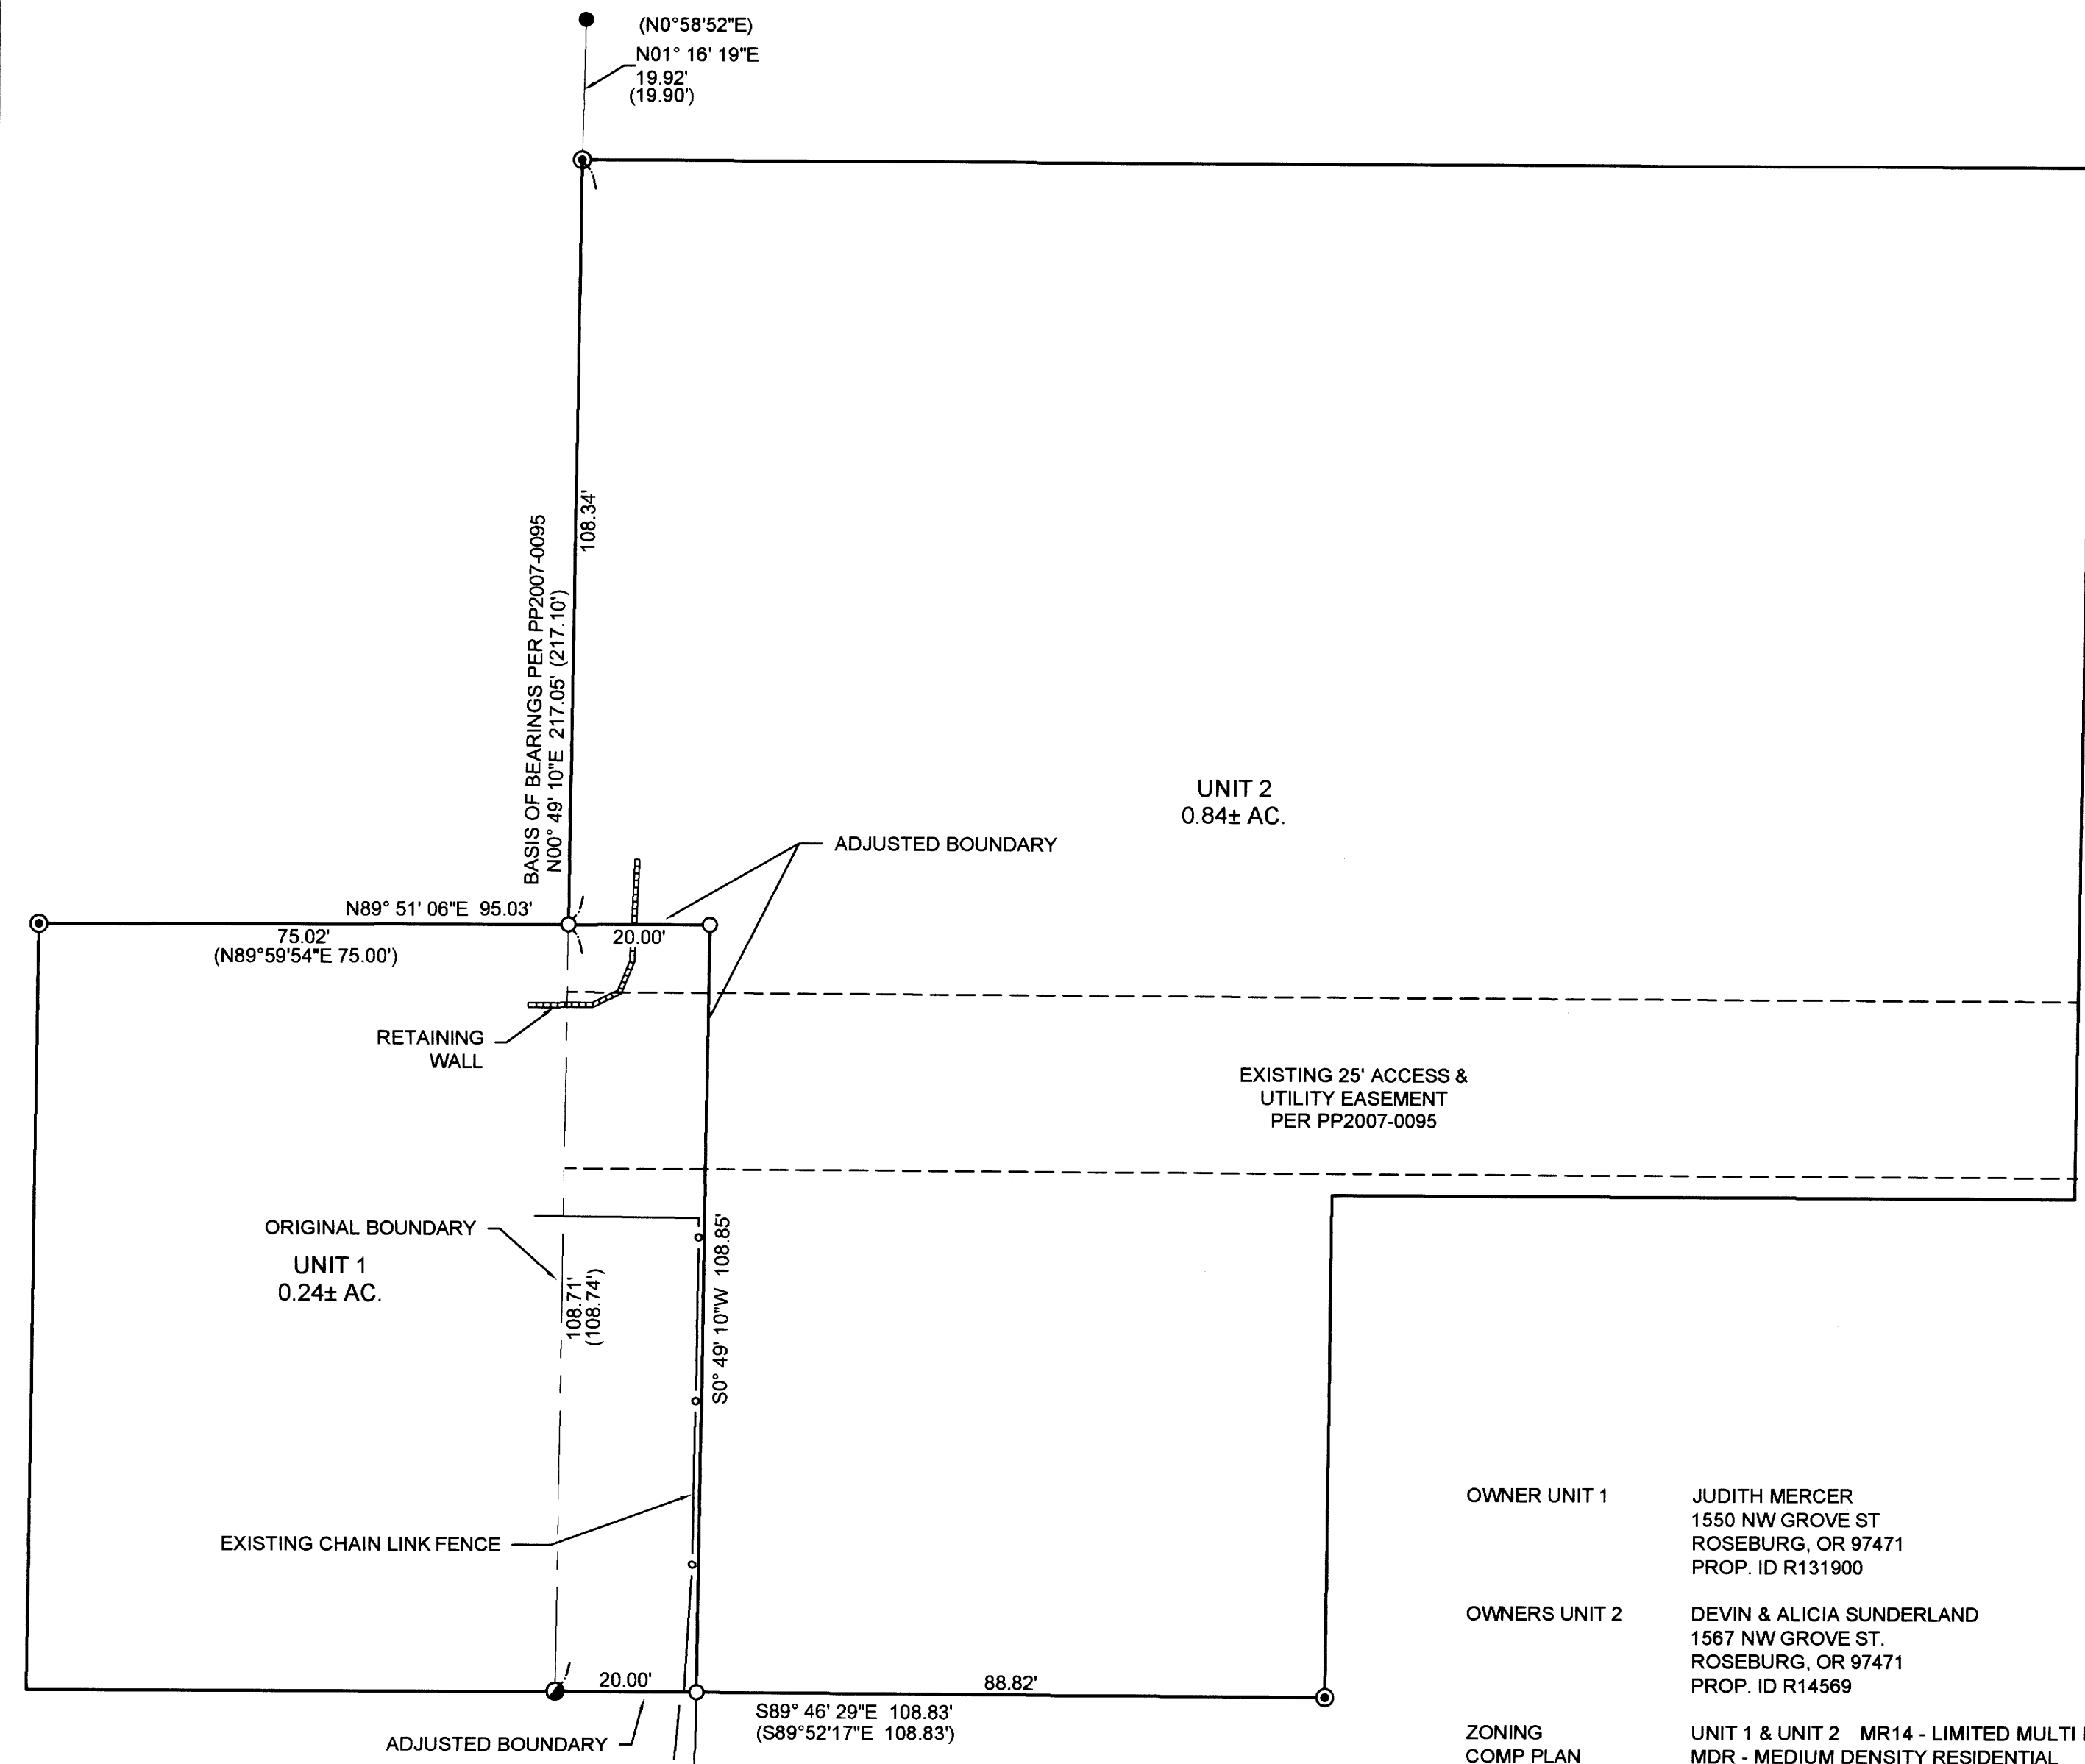 (N0°58'52"E)
N01° 16' 19"E
19.92'
(19.90')
108.34'
BASIS OF BEARINGS PER PP2007-0095
N00° 49' 10"E 217.05' (217.10')
UNIT 2
0.84± AC.
ADJUSTED BOUNDARY
N89° 51' 06"E 95.03'
75.02'
(N89°59'54"E 75.00')
20.00'
RETAINING
WALL
EXISTING 25' ACCESS &
UTILITY EASEMENT
PER PP2007-0095
ORIGINAL BOUNDARY
UNIT 1
0.24± AC.
108.71'
(108.74')
S0° 49' 10"W 108.85'
EXISTING CHAIN LINK FENCE
20.00'
88.82'
S89° 46' 29"E 108.83'
(S89°52'17"E 108.83')
ADJUSTED BOUNDARY
OWNER UNIT 1 JUDITH MERCER
1550 NW GROVE ST
ROSEBURG, OR 97471
PROP. ID R131900
OWNERS UNIT 2 DEVIN & ALICIA SUNDERLAND
1567 NW GROVE ST.
ROSEBURG, OR 97471
PROP. ID R14569
ZONING UNIT 1 & UNIT 2 MR14 - LIMITED MULTI
COMP PLAN MDR - MEDIUM DENSITY RESIDENTIAL